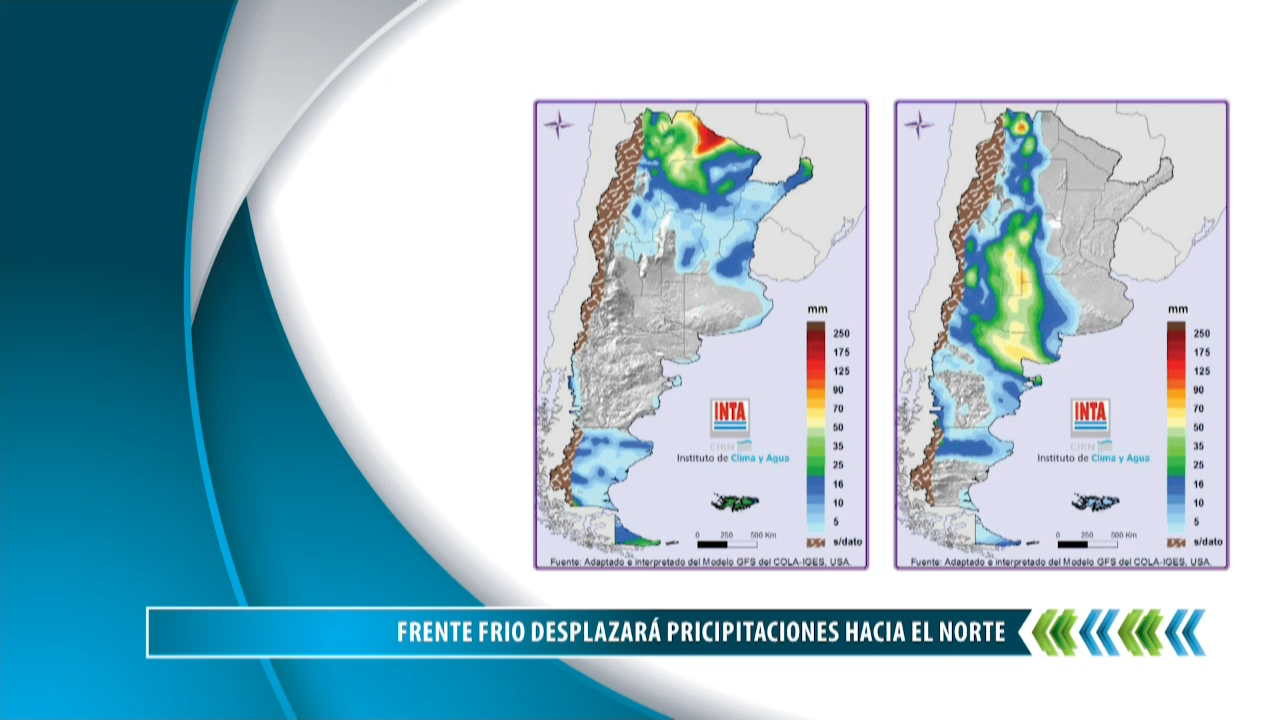 mm
250
175
125
90
70
50
35
25
16
10
5
s/dato
INTA
CIRN
Instituto de Clima y Agua
0 250 500 Km
Fuente: Adaptado e interpretado del Modelo GFS del COLA-IGES, USA.
mm
250
175
125
90
70
50
35
25
16
10
5
s/dato
INTA
CIRN
Instituto de Clima y Agua
0 250 500 Km
Fuente: Adaptado e interpretado del Modelo GFS del COLA-IGES, USA.
FRENTE FRIO DESPLAZARÁ PRICIPITACIONES HACIA EL NORTE